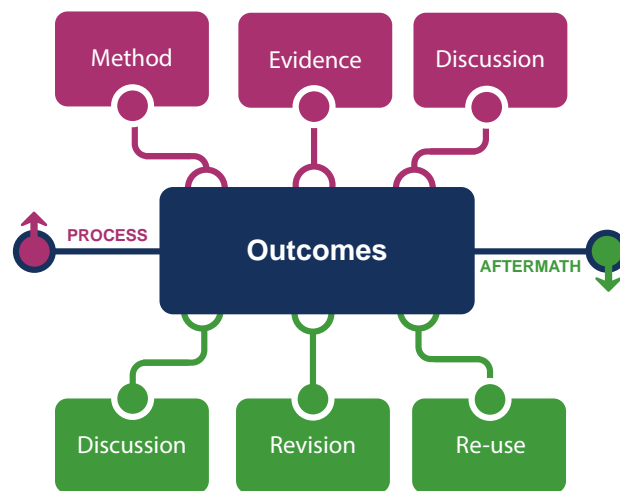 Method
Evidence
Discussion
PROCESS
Outcomes
AFTERMATH
Discussion
Revision
Re-use